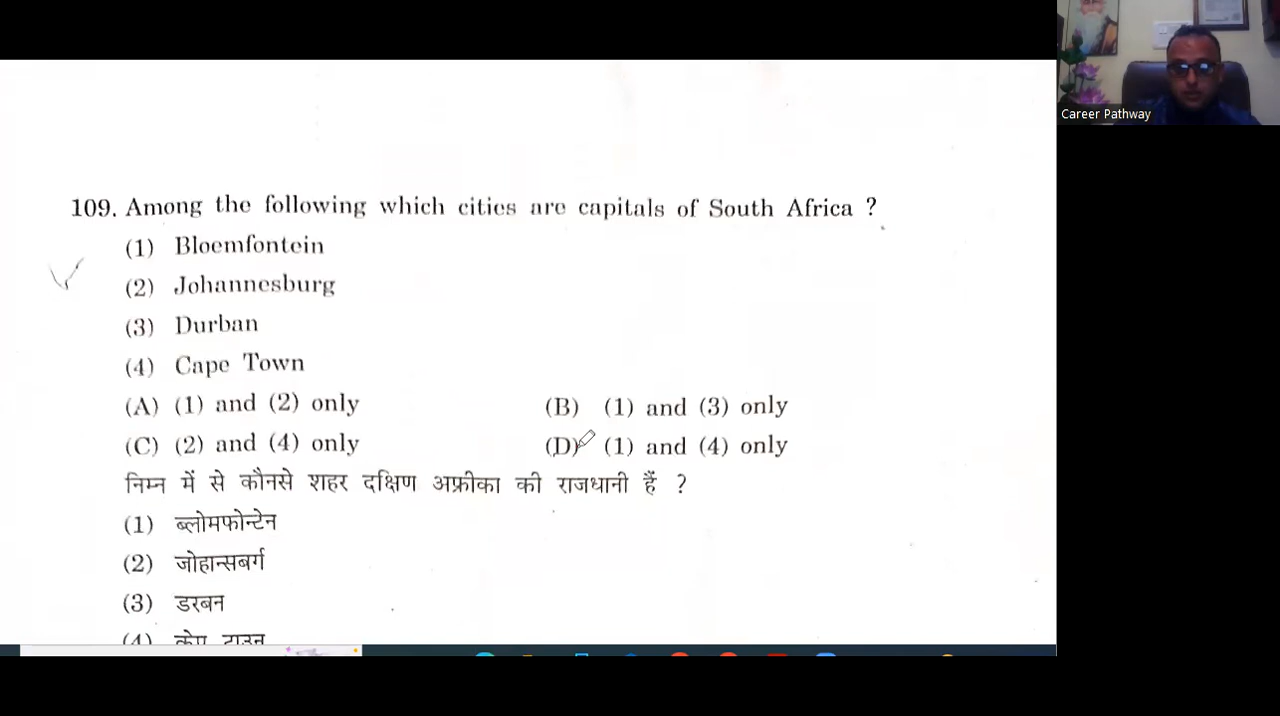 109. Among the following which cities are capitals of South Africa ?
(1) Bloemfontein
(2) Johannesburg
(3) Durban
(4) Cape Town
(A) (1) and (2) only (B) (1) and (3) only
(C) (2) and (4) only (D) (1) and (4) only
निम्न में से कौनसे शहर दक्षिण अफ्रीका की राजधानी हैं ?
(1) ब्लोमफोन्टेन
(2) जोहान्सबर्ग
(3) डरबन
(4) केप टाउन
Career Pathway